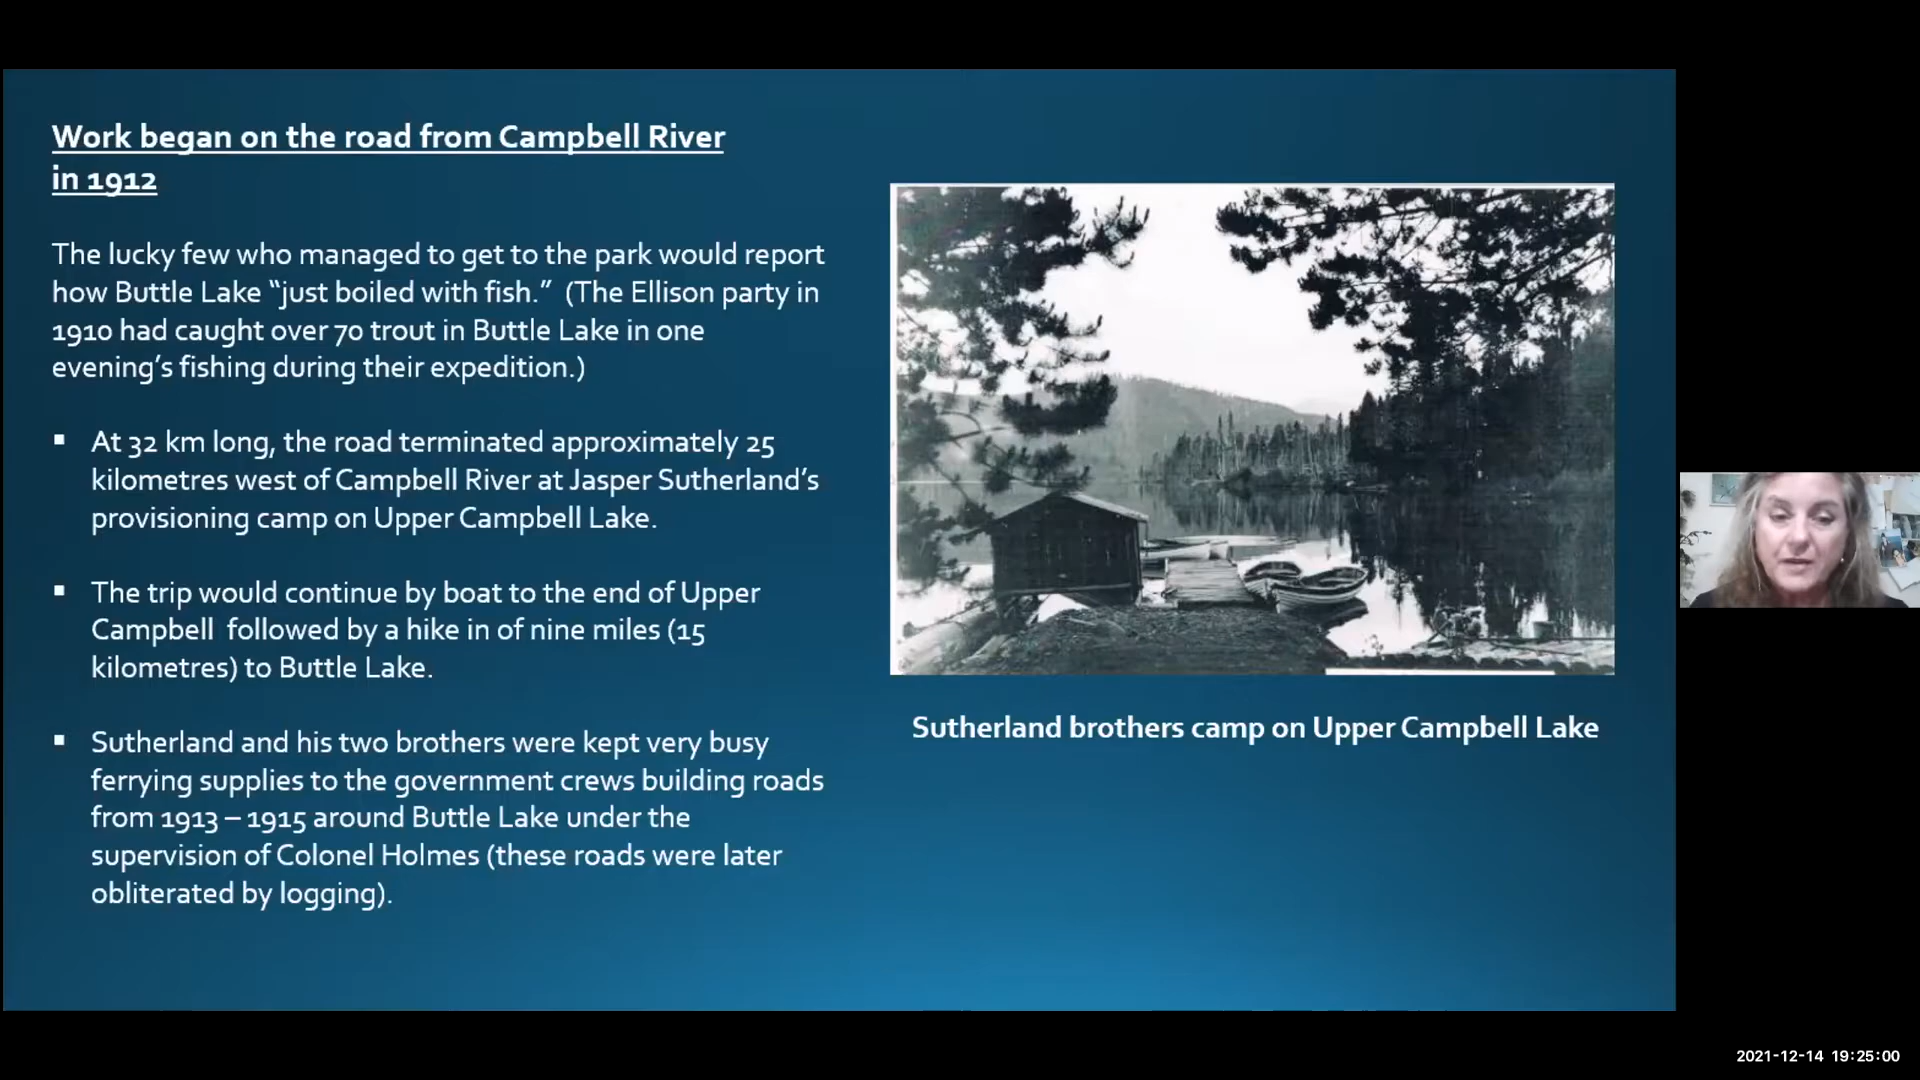 Work began on the road from Campbell River
in 1912
The lucky few who managed to get to the park would report
how Buttle Lake “just boiled with fish.”  (The Ellison party in
1910 had caught over 70 trout in Buttle Lake in one
evening’s fishing during their expedition.)
▪ At 32 km long, the road terminated approximately 25
kilometres west of Campbell River at Jasper Sutherland’s
provisioning camp on Upper Campbell Lake.
▪ The trip would continue by boat to the end of Upper
Campbell  followed by a hike in of nine miles (15
kilometres) to Buttle Lake.
▪ Sutherland and his two brothers were kept very busy
ferrying supplies to the government crews building roads
from 1913 – 1915 around Buttle Lake under the
supervision of Colonel Holmes (these roads were later
obliterated by logging).
Sutherland brothers camp on Upper Campbell Lake
2021-12-14 19:25:00